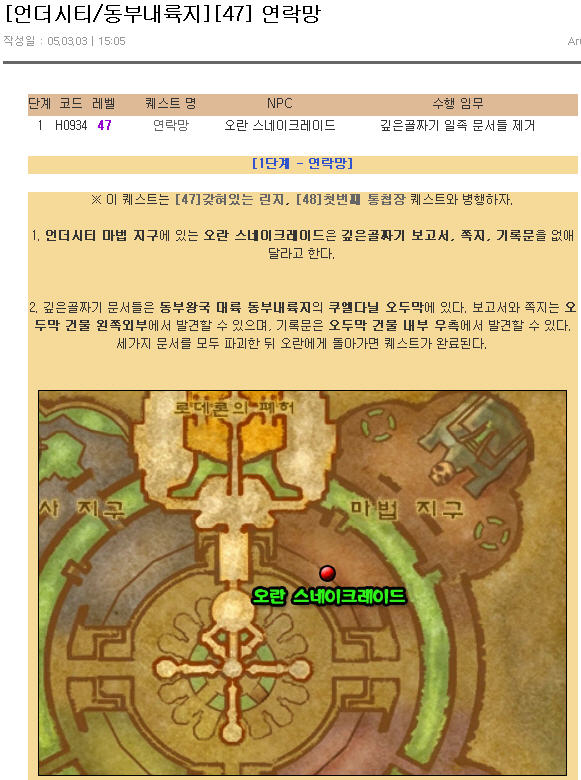 [언더시티/동부내륙지][47] 연락망
작성일 : 05,03,03 | 15:05
단계 코드 레벨 퀘스트 명 NPC 수행 임무
1 H0934 47 연락망 오란 스네이크레이드 깊은골짜기 일족 문서들 제거
[1단계 - 연락망]
※ 이 퀘스트는 [47]갖혀있는 린지, [48]첫번째 통첩장 퀘스트와 병행하자.
1. 언더시티 마법 지구에 있는 오란 스네이크레이드은 깊은골짜기 보고서, 쪽지, 기록문을 없애
달라고 한다.
2. 깊은골짜기 문서들은 동부왕국 대륙 동부내륙지의 쿠엘다닐 오두막에 있다. 보고서와 쪽지는 오
두막 건물 왼쪽외부에서 발견할 수 있으며, 기록문은 오두막 건물 내부 우측에서 발견할 수 있다.
세가지 문서를 모두 파괴한 뒤 오란에게 돌아가면 퀘스트가 완료된다.
로데론의 폐허
사 지구
마법 지구
오란 스네이크레이드